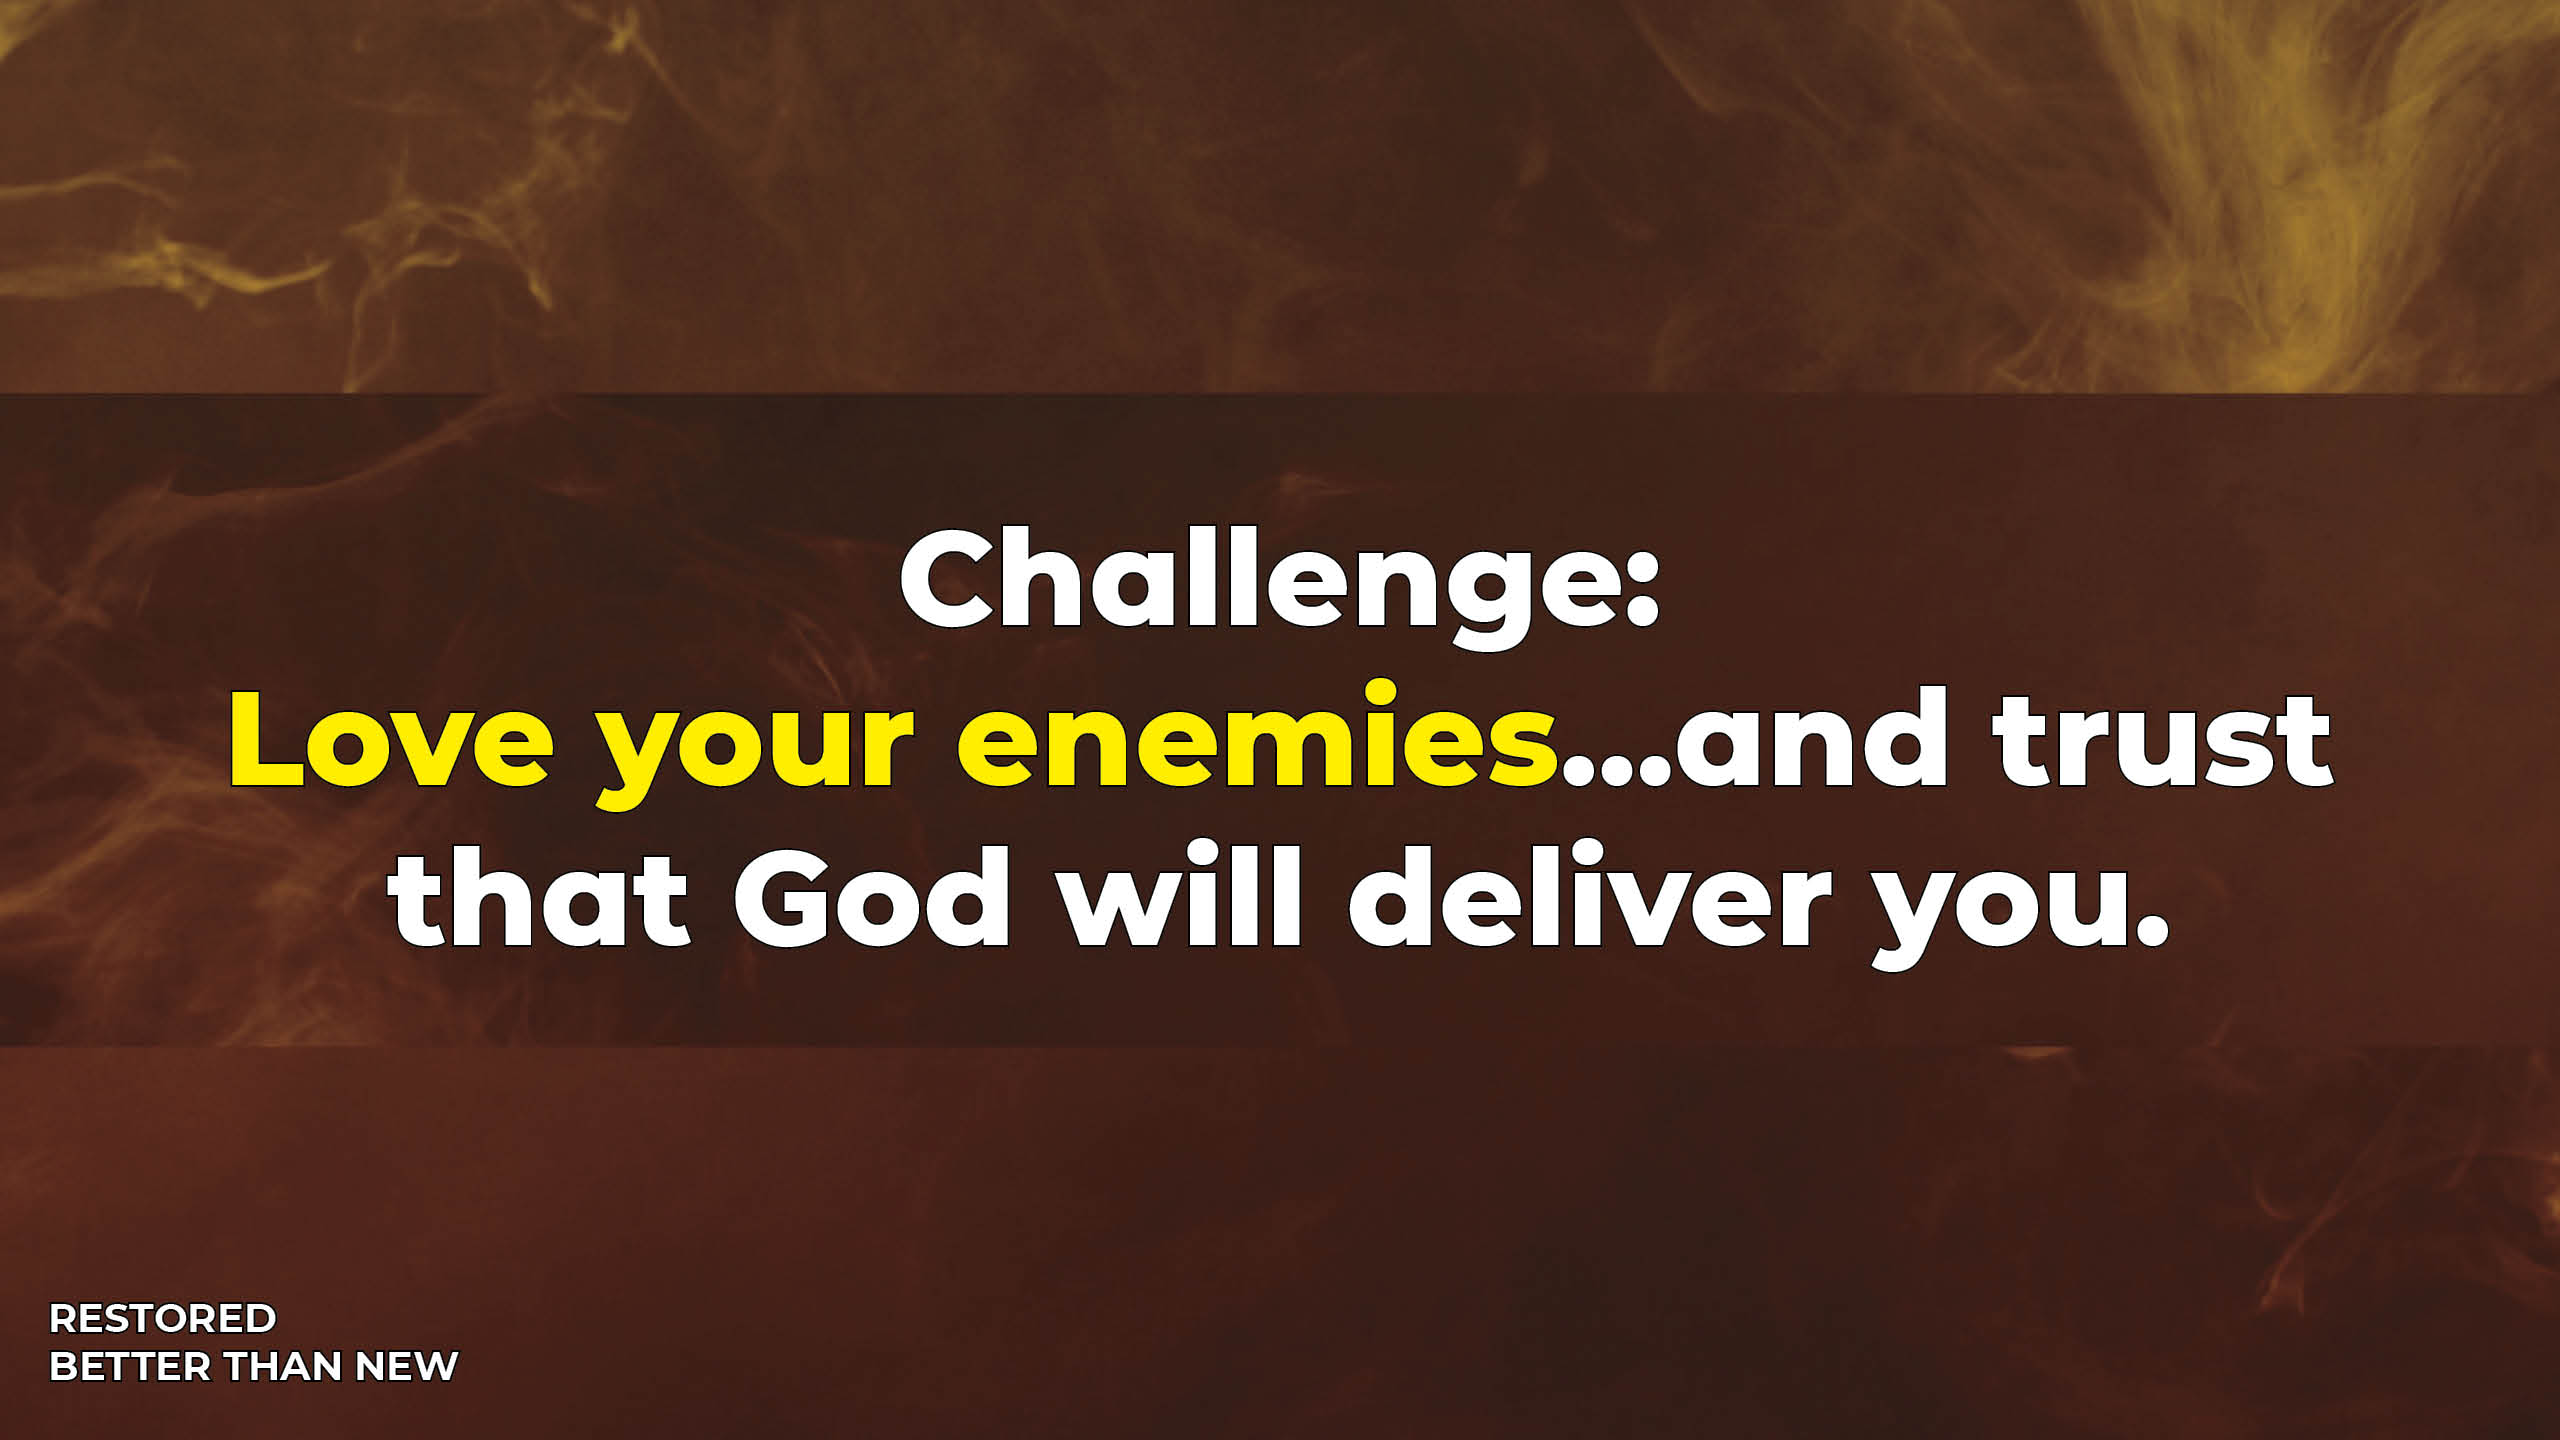 Challenge:
Love your enemies...and trust
that God will deliver you.
RESTORED
BETTER THAN NEW